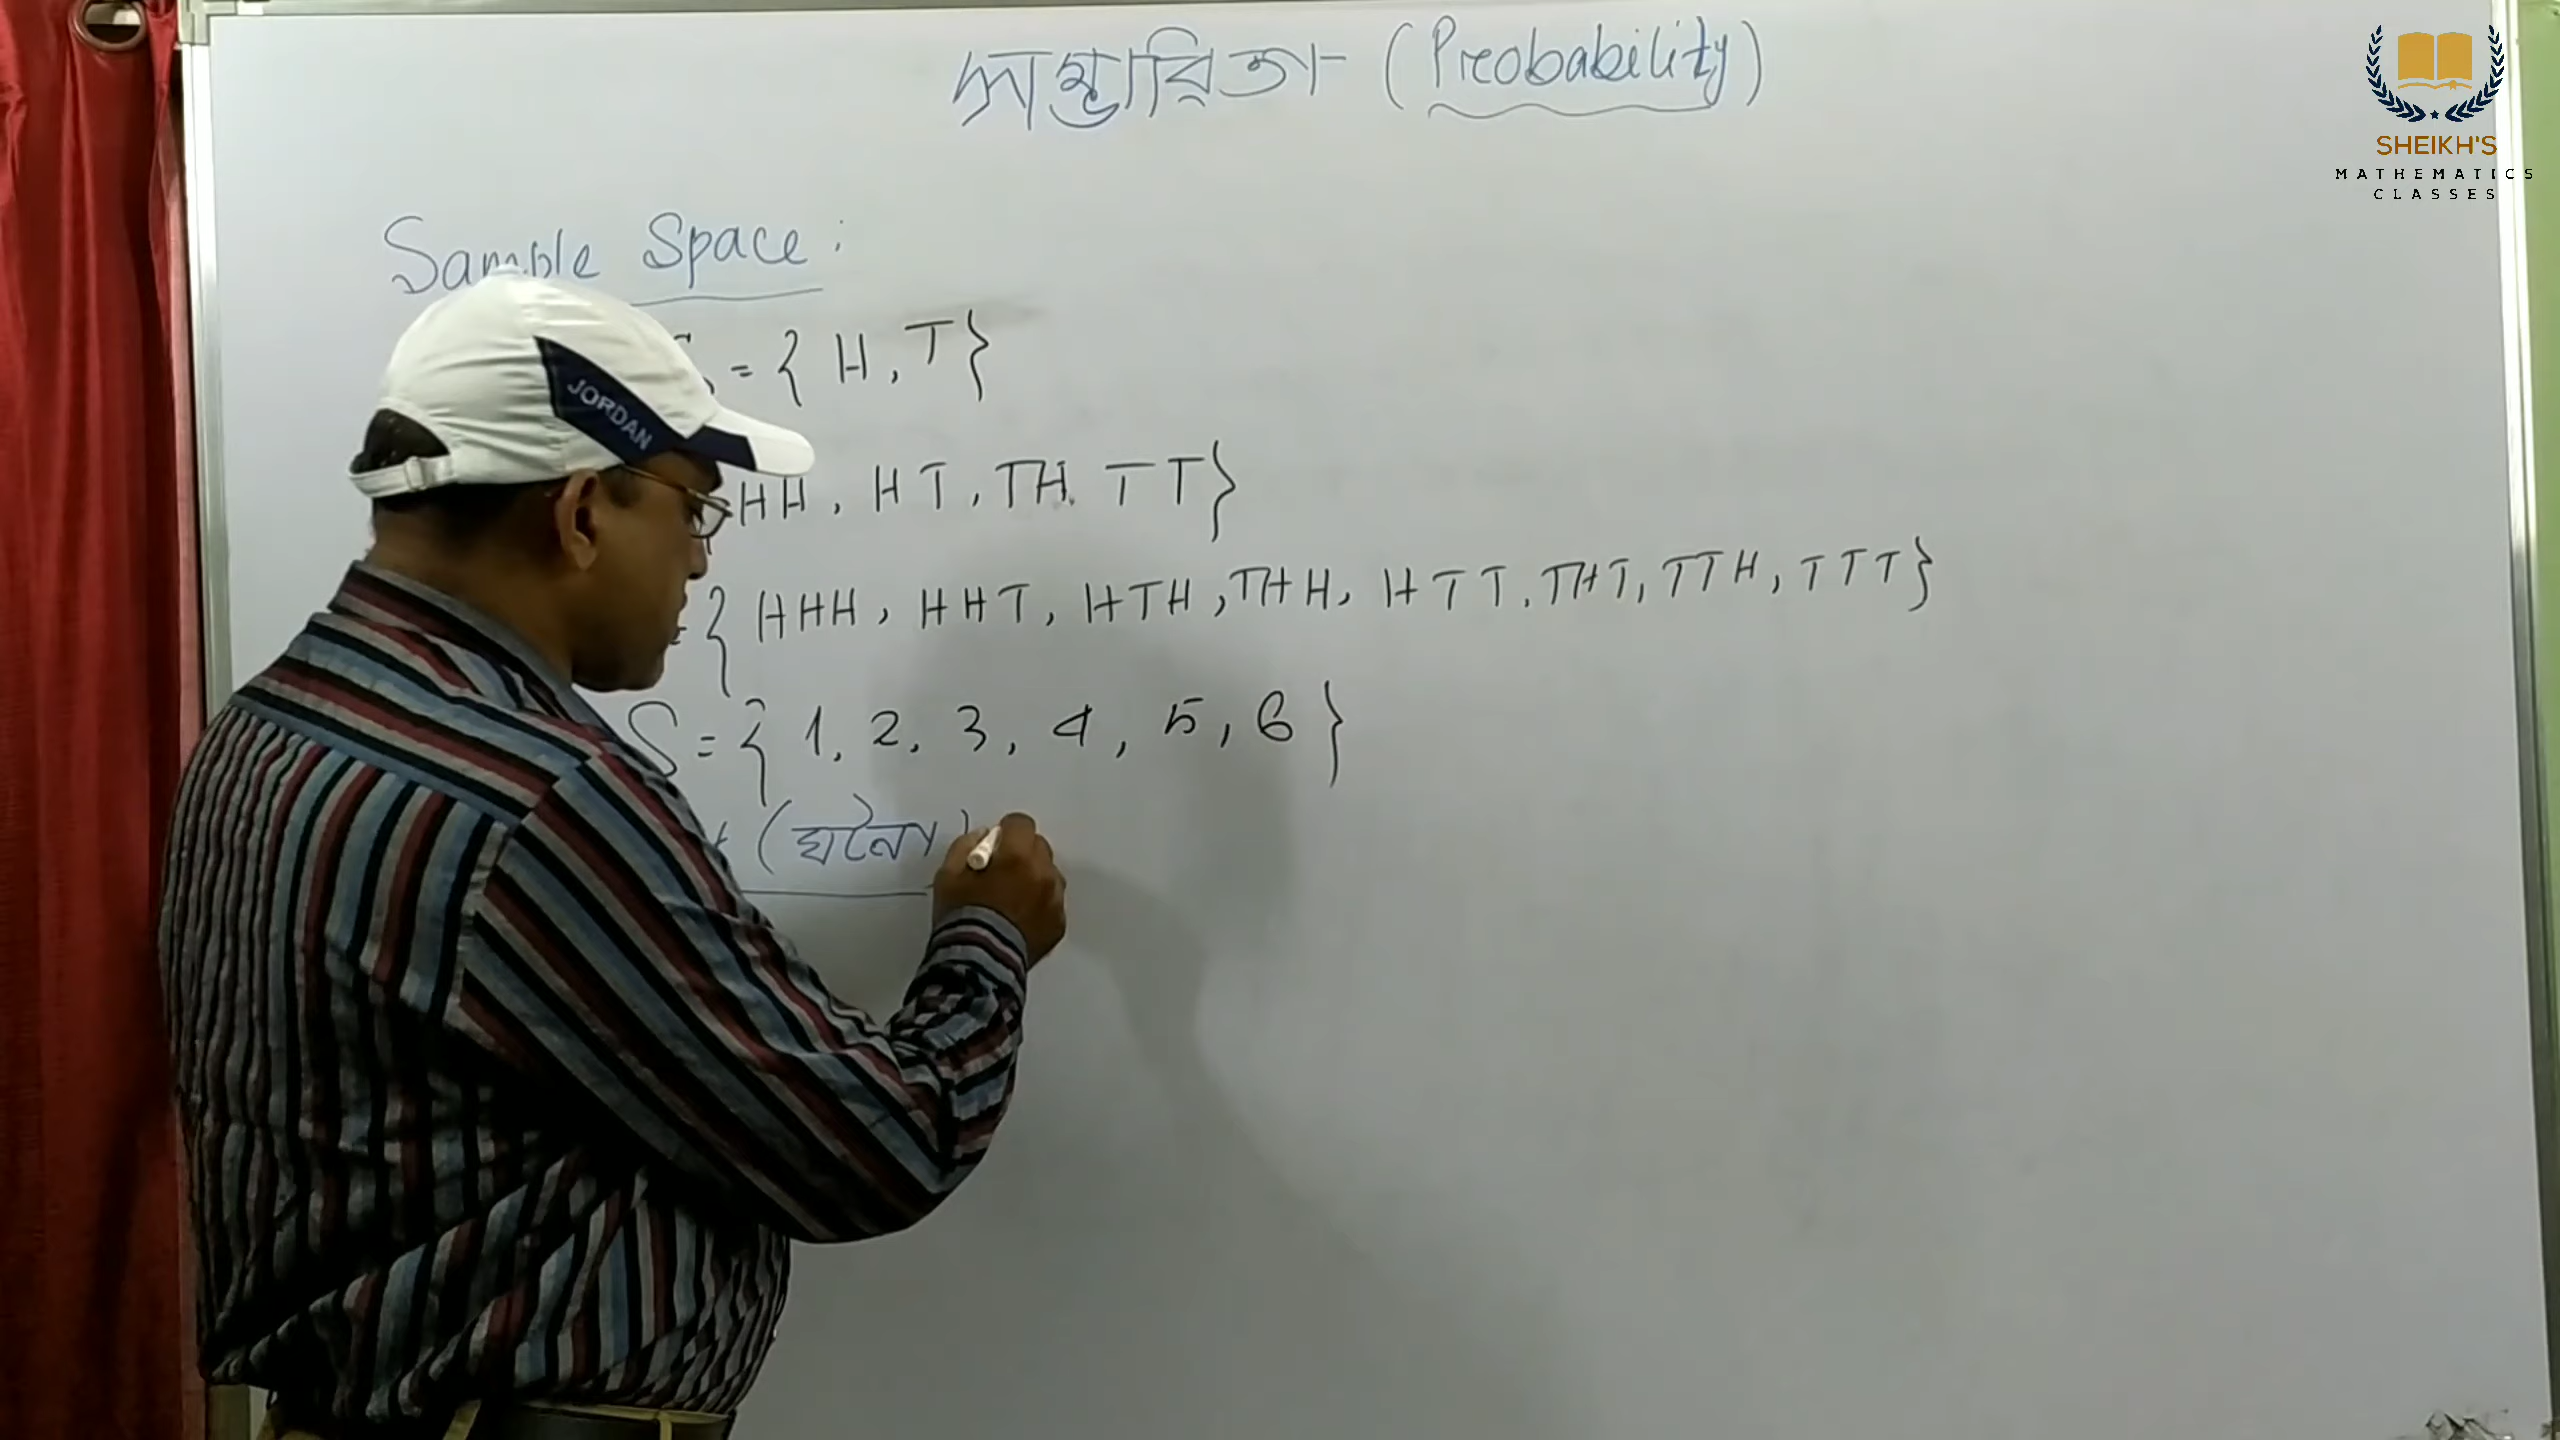 সম্ভাবিতা (Probability)
SHEIKH'S
MATHEMATICS
CLASSES
Sample Space:
S = { H, T }
JORDAN
HH, HT, TH, TT }
= { HHH, HHT, HTH, THH, HTT, THT, TTH, TTT }
S = { 1, 2, 3, 4, 5, 6 }
(ঘটনা)